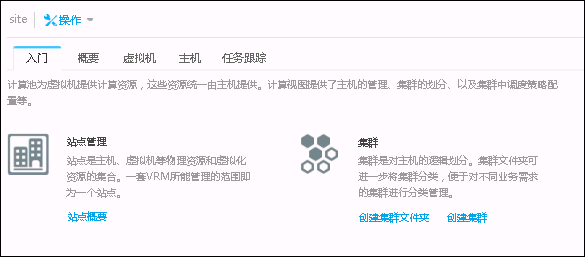 site 操作
入门 概要 虚拟机 主机 任务跟踪
计算池为虚拟机提供计算资源，这些资源统一由主机提供。计算视图提供了主机的管理、集群的划分、以及集群中调度策略配
置等。
站点管理
站点是主机、虚拟机等物理资源和虚拟化
资源的集合。一套VRM所能管理的范围即
为一个站点。
站点概要
集群
集群是对主机的逻辑划分。集群文件夹可
进一步将集群分类，便于对不同业务需求
的集群进行分类管理。
创建集群文件夹 创建集群